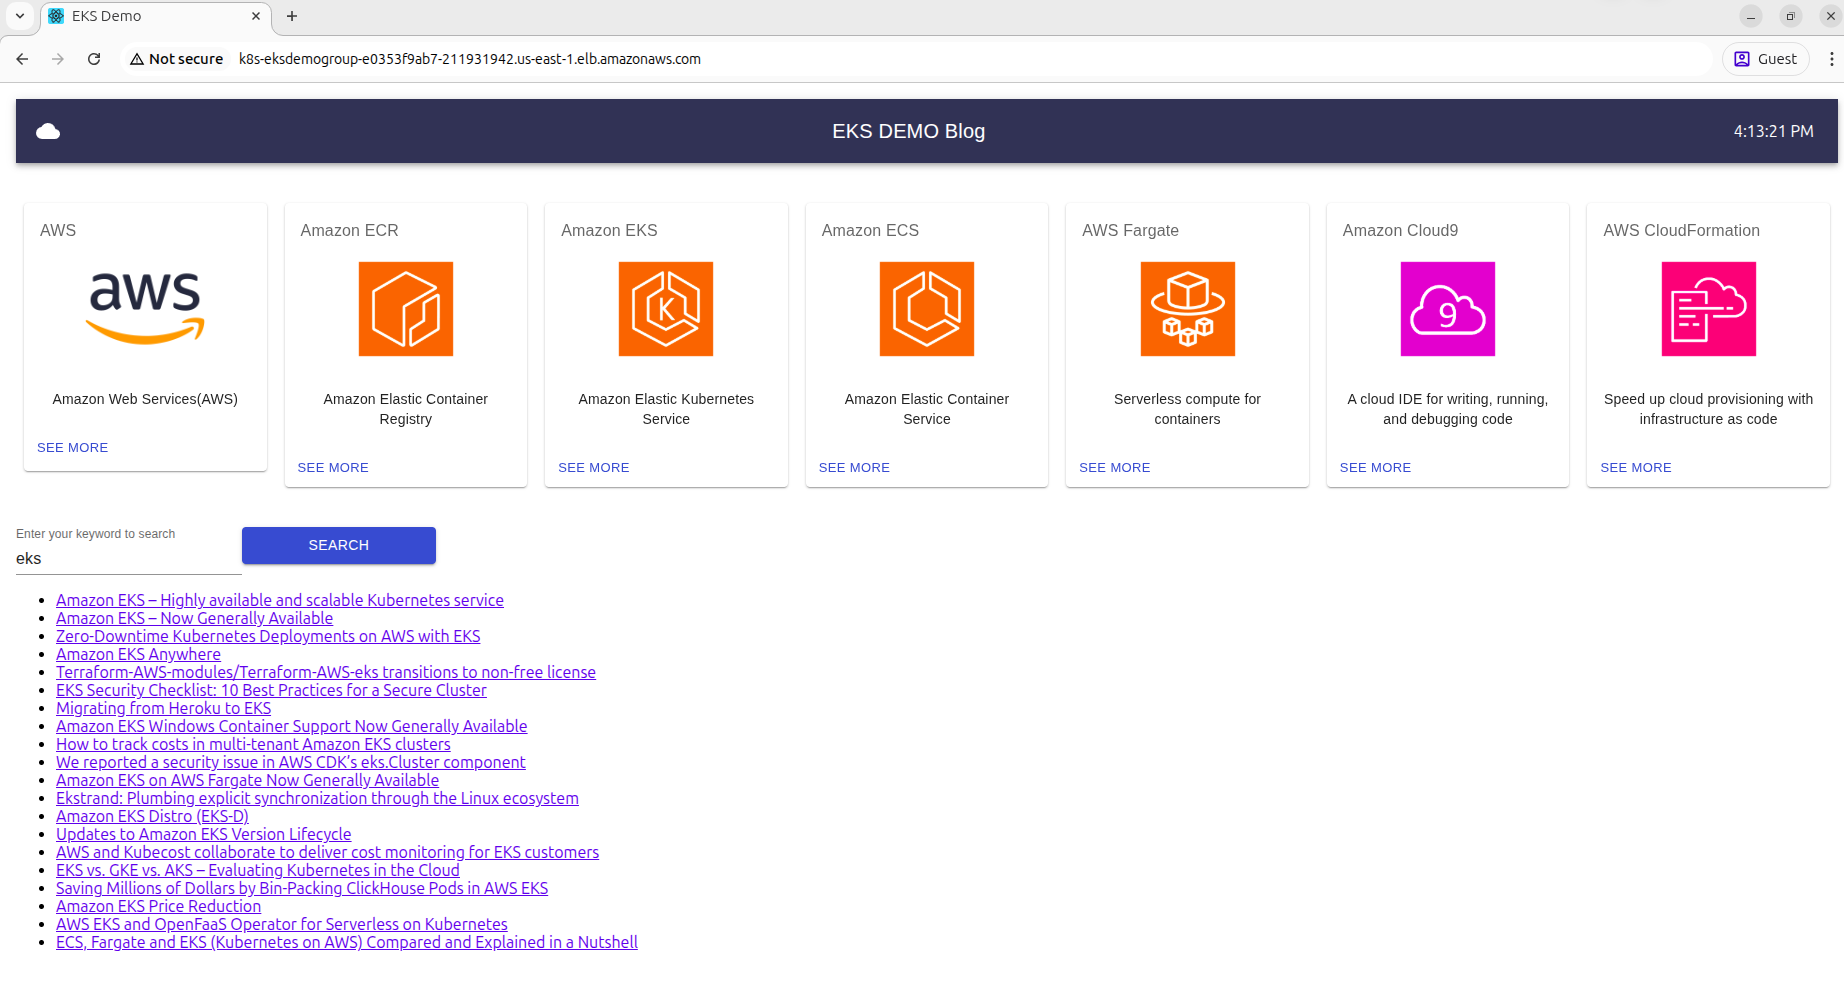 EKS Demo
Not secure
k8s-eksdemogroup-e0353f9ab7-211931942.us-east-1.elb.amazonaws.com
Guest
EKS DEMO Blog
4:13:21 PM
AWS
aws
Amazon Web Services(AWS)
SEE MORE
Amazon ECR
Amazon Elastic Container
Registry
SEE MORE
Amazon EKS
K
Amazon Elastic Kubernetes
Service
SEE MORE
Amazon ECS
Amazon Elastic Container
Service
SEE MORE
AWS Fargate
Serverless compute for
containers
SEE MORE
Amazon Cloud9
9
A cloud IDE for writing, running,
and debugging code
SEE MORE
AWS CloudFormation
Speed up cloud provisioning with
infrastructure as code
SEE MORE
Enter your keyword to search
eks
SEARCH
Amazon EKS – Highly available and scalable Kubernetes service
Amazon EKS – Now Generally Available
Zero-Downtime Kubernetes Deployments on AWS with EKS
Amazon EKS Anywhere
Terraform-AWS-modules/Terraform-AWS-eks transitions to non-free license
EKS Security Checklist: 10 Best Practices for a Secure Cluster
Migrating from Heroku to EKS
Amazon EKS Windows Container Support Now Generally Available
How to track costs in multi-tenant Amazon EKS clusters
We reported a security issue in AWS CDK's eks.Cluster component
Amazon EKS on AWS Fargate Now Generally Available
Ekstrand: Plumbing explicit synchronization through the Linux ecosystem
Amazon EKS Distro (EKS-D)
Updates to Amazon EKS Version Lifecycle
AWS and Kubecost collaborate to deliver cost monitoring for EKS customers
EKS vs. GKE vs. AKS – Evaluating Kubernetes in the Cloud
Saving Millions of Dollars by Bin-Packing ClickHouse Pods in AWS EKS
Amazon EKS Price Reduction
AWS EKS and OpenFaaS Operator for Serverless on Kubernetes
ECS, Fargate and EKS (Kubernetes on AWS) Compared and Explained in a Nutshell